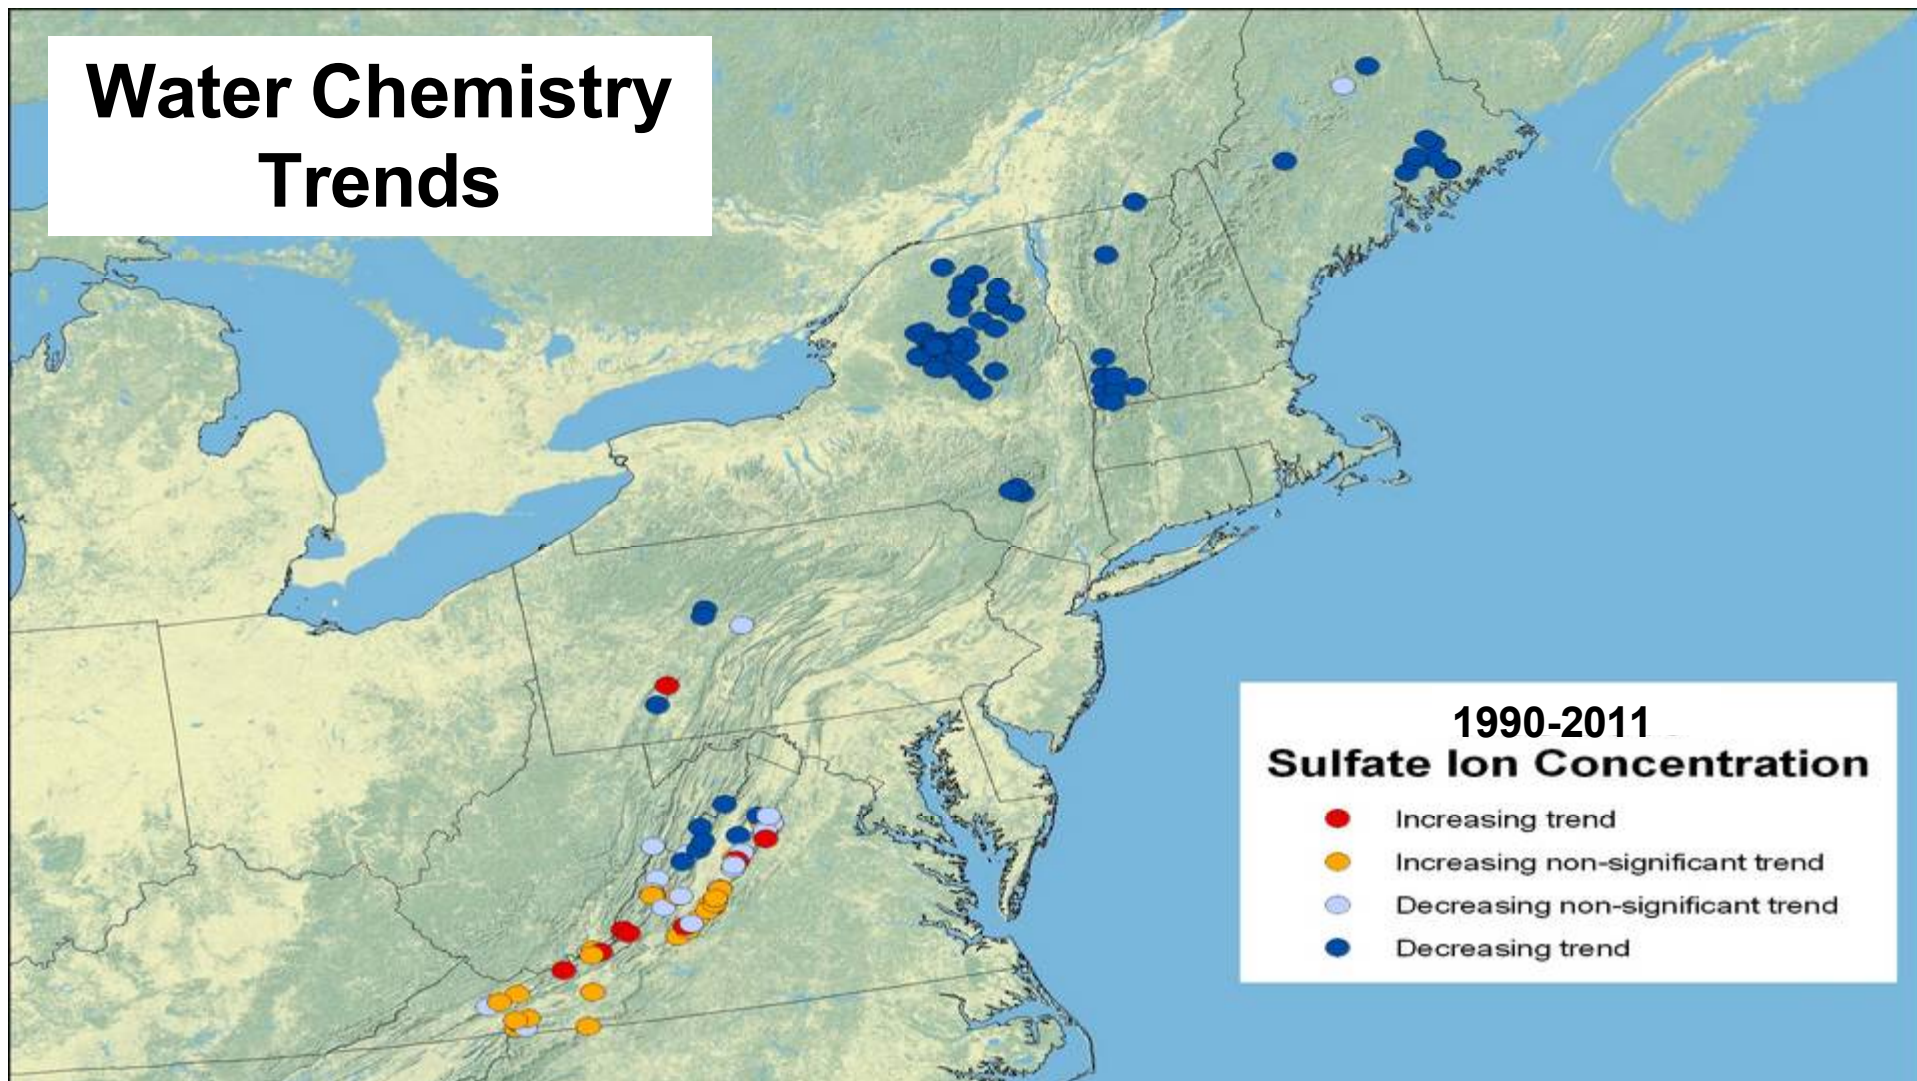 Water Chemistry
Trends
1990-2011
Sulfate Ion Concentration
Increasing trend
Increasing non-significant trend
Decreasing non-significant trend
Decreasing trend